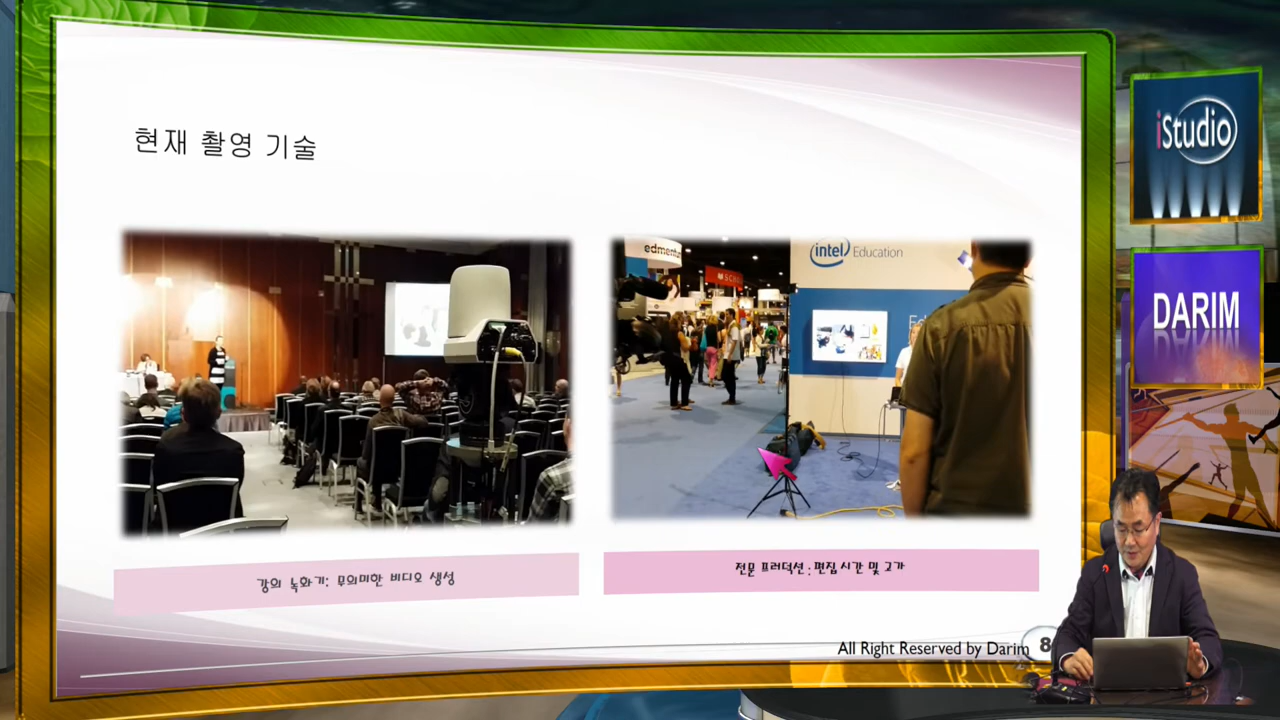 현재 촬영 기술
edmentum
intel Education
강의 녹화기: 무의미한 비디오 생성
전문 프러덕션 : 편집 시간 및 고가
All Right Reserved by Darim
8
iStudio
DARIM